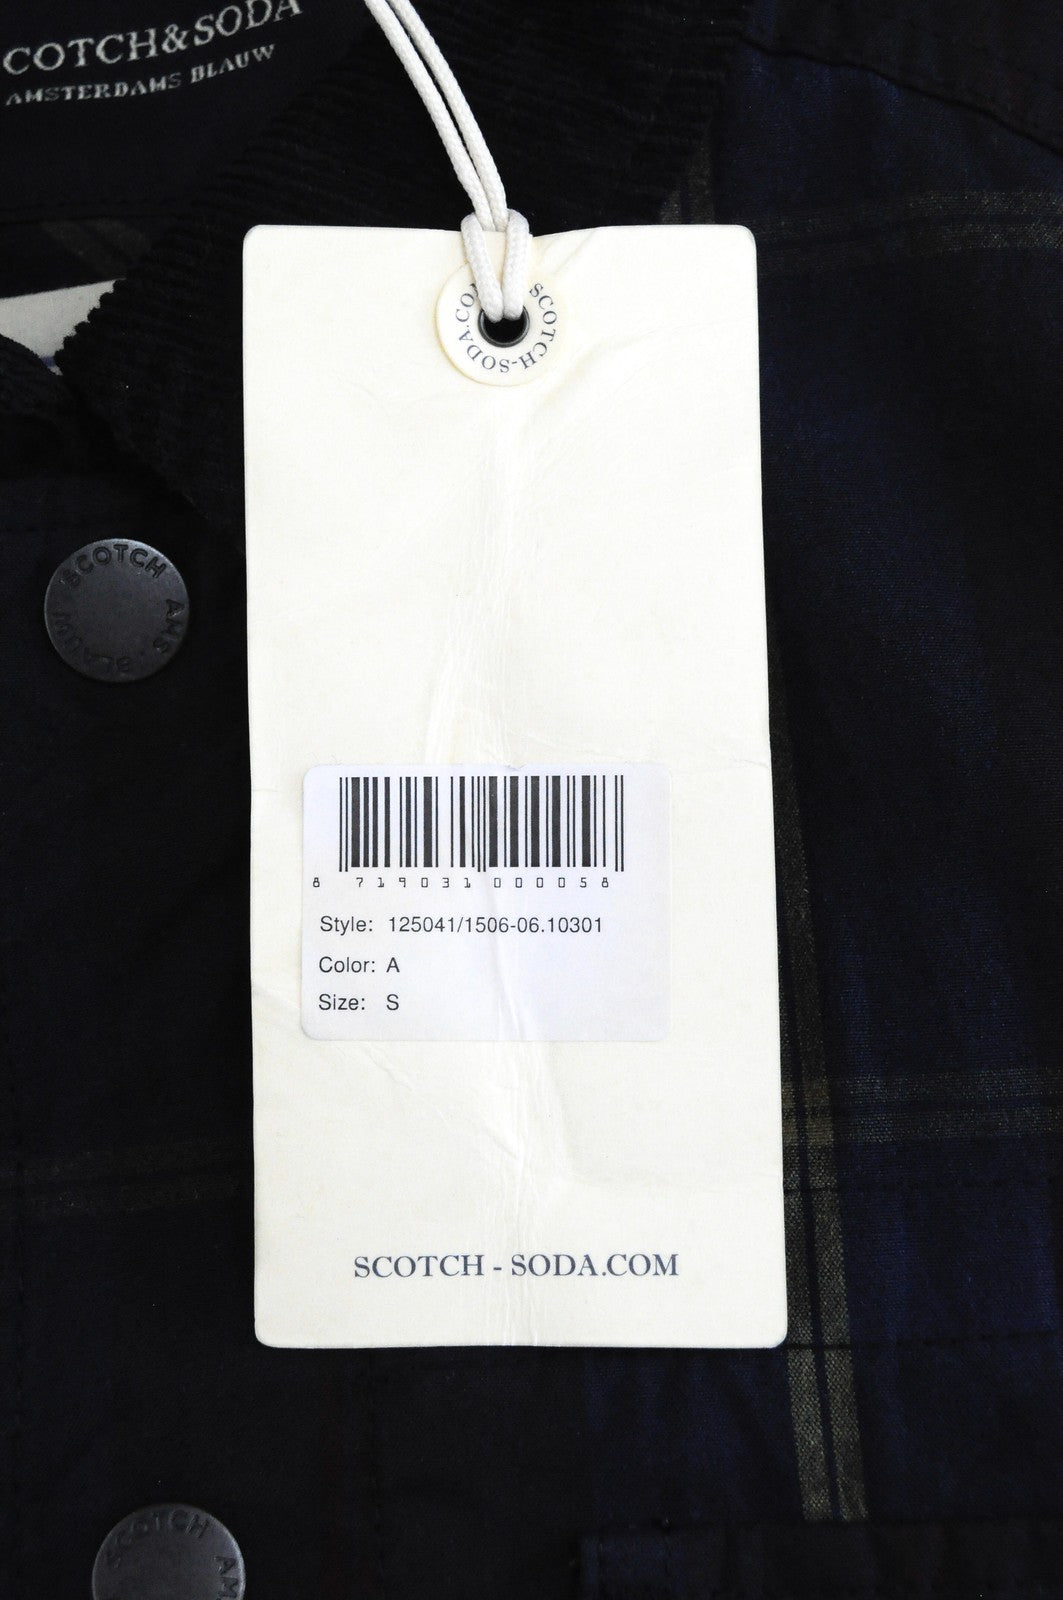 COTCH&SODA
AMSTERDAMS BLAUW
SCOTCH-SODA.COM
SCOTCH AMS. BLAUW
8 719031 000058
Style: 125041/1506-06.10301
Color: A
Size: S
SCOTCH - SODA.COM
SCOTCH AMS